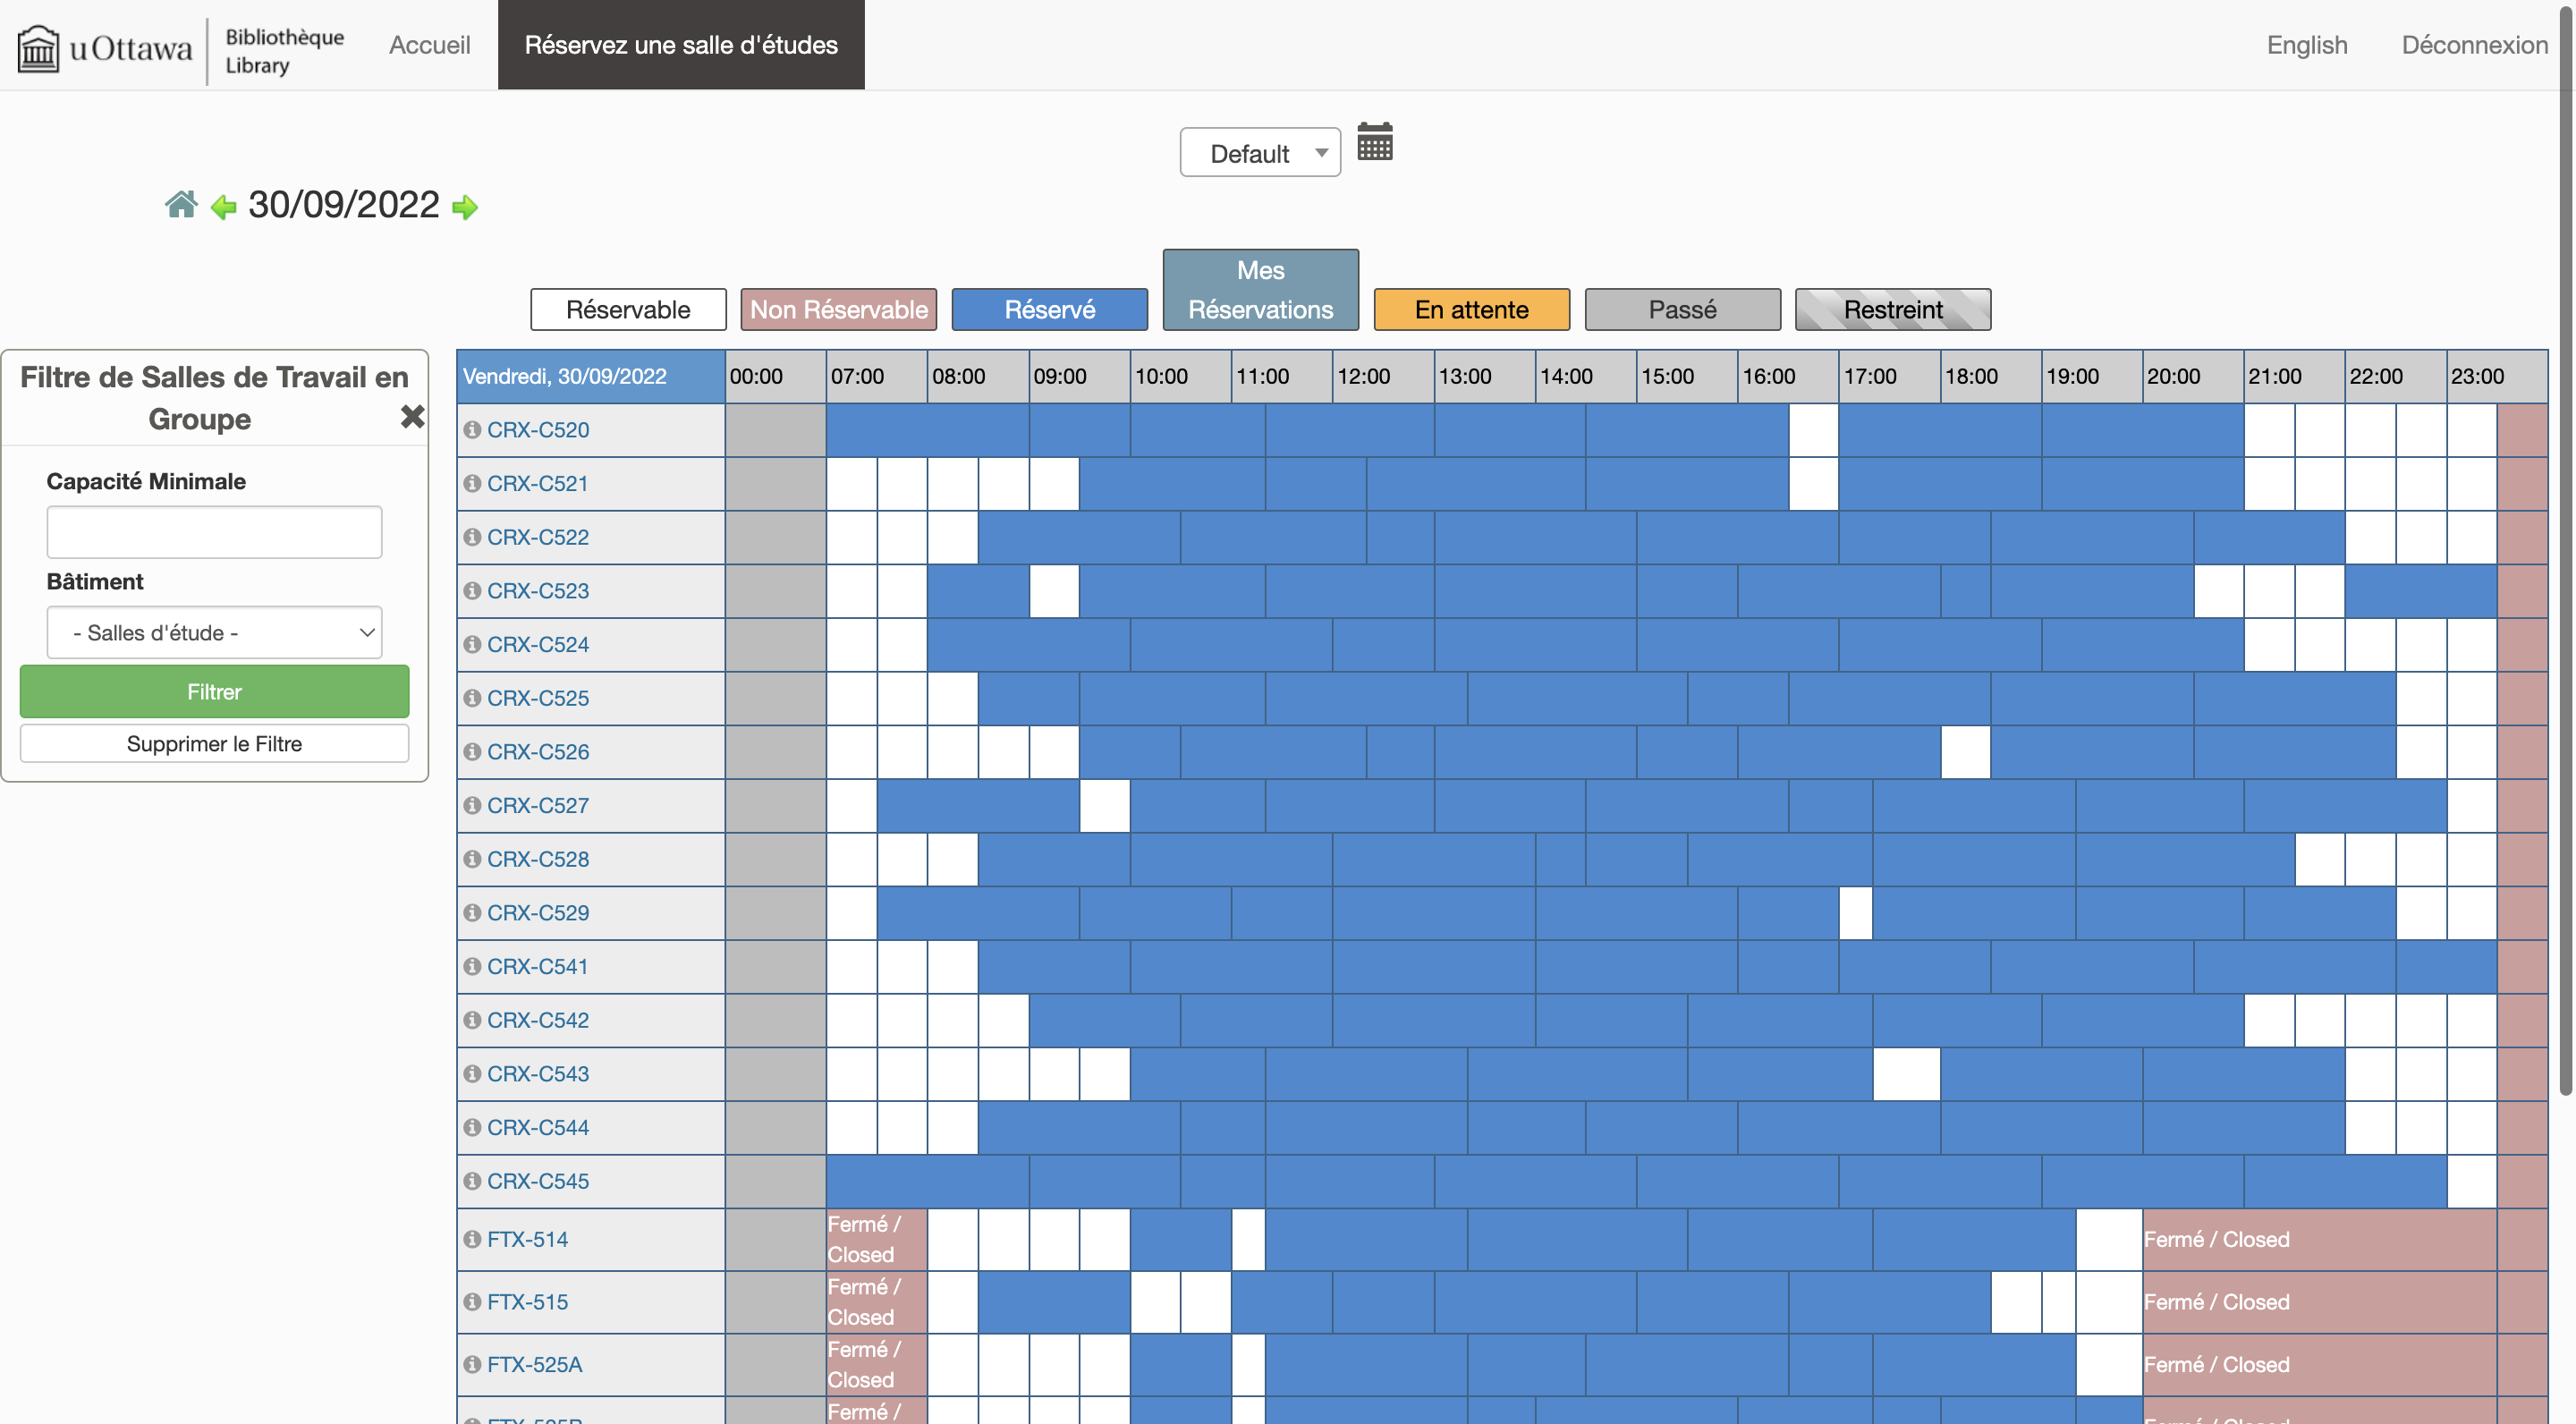 uOttawa
Bibliothèque
Library
Accueil
Réservez une salle d'études
English
Déconnexion
Default
30/09/2022
Réservable
Non Réservable
Réservé
Mes
Réservations
En attente
Passé
Restreint
Filtre de Salles de Travail en
Groupe
Capacité Minimale
Bâtiment
- Salles d'étude -
Filtrer
Supprimer le Filtre
Vendredi, 30/09/2022 00:00 07:00 08:00 09:00 10:00 11:00 12:00 13:00 14:00 15:00 16:00 17:00 18:00 19:00 20:00 21:00 22:00 23:00
CRX-C520
CRX-C521
CRX-C522
CRX-C523
CRX-C524
CRX-C525
CRX-C526
CRX-C527
CRX-C528
CRX-C529
CRX-C541
CRX-C542
CRX-C543
CRX-C544
CRX-C545
FTX-514
Fermé /
Closed
Fermé / Closed
FTX-515
Fermé /
Closed
Fermé / Closed
FTX-525A
Fermé /
Closed
Fermé / Closed
Fermé /